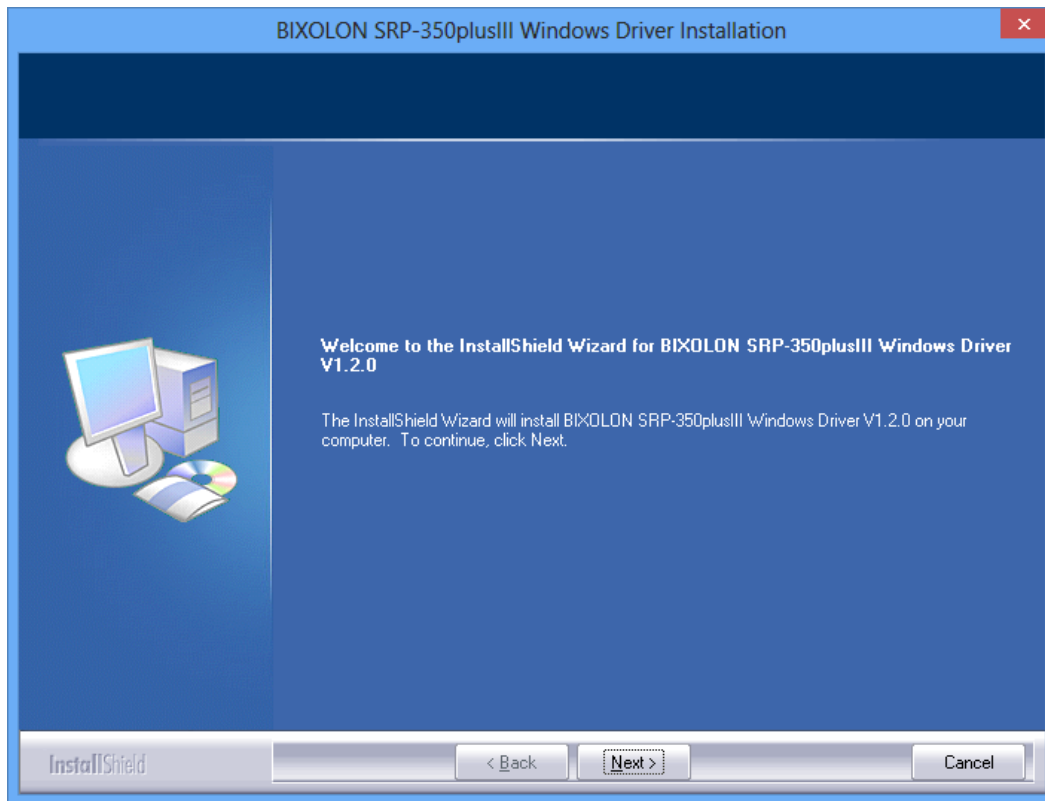 BIXOLON SRP-350plusIII Windows Driver Installation
Welcome to the InstallShield Wizard for BIXOLON SRP-350plusIII Windows Driver
V1.2.0
The InstallShield Wizard will install BIXOLON SRP-350plusIII Windows Driver V1.2.0 on your
computer. To continue, click Next.
InstallShield
< Back
Next >
Cancel